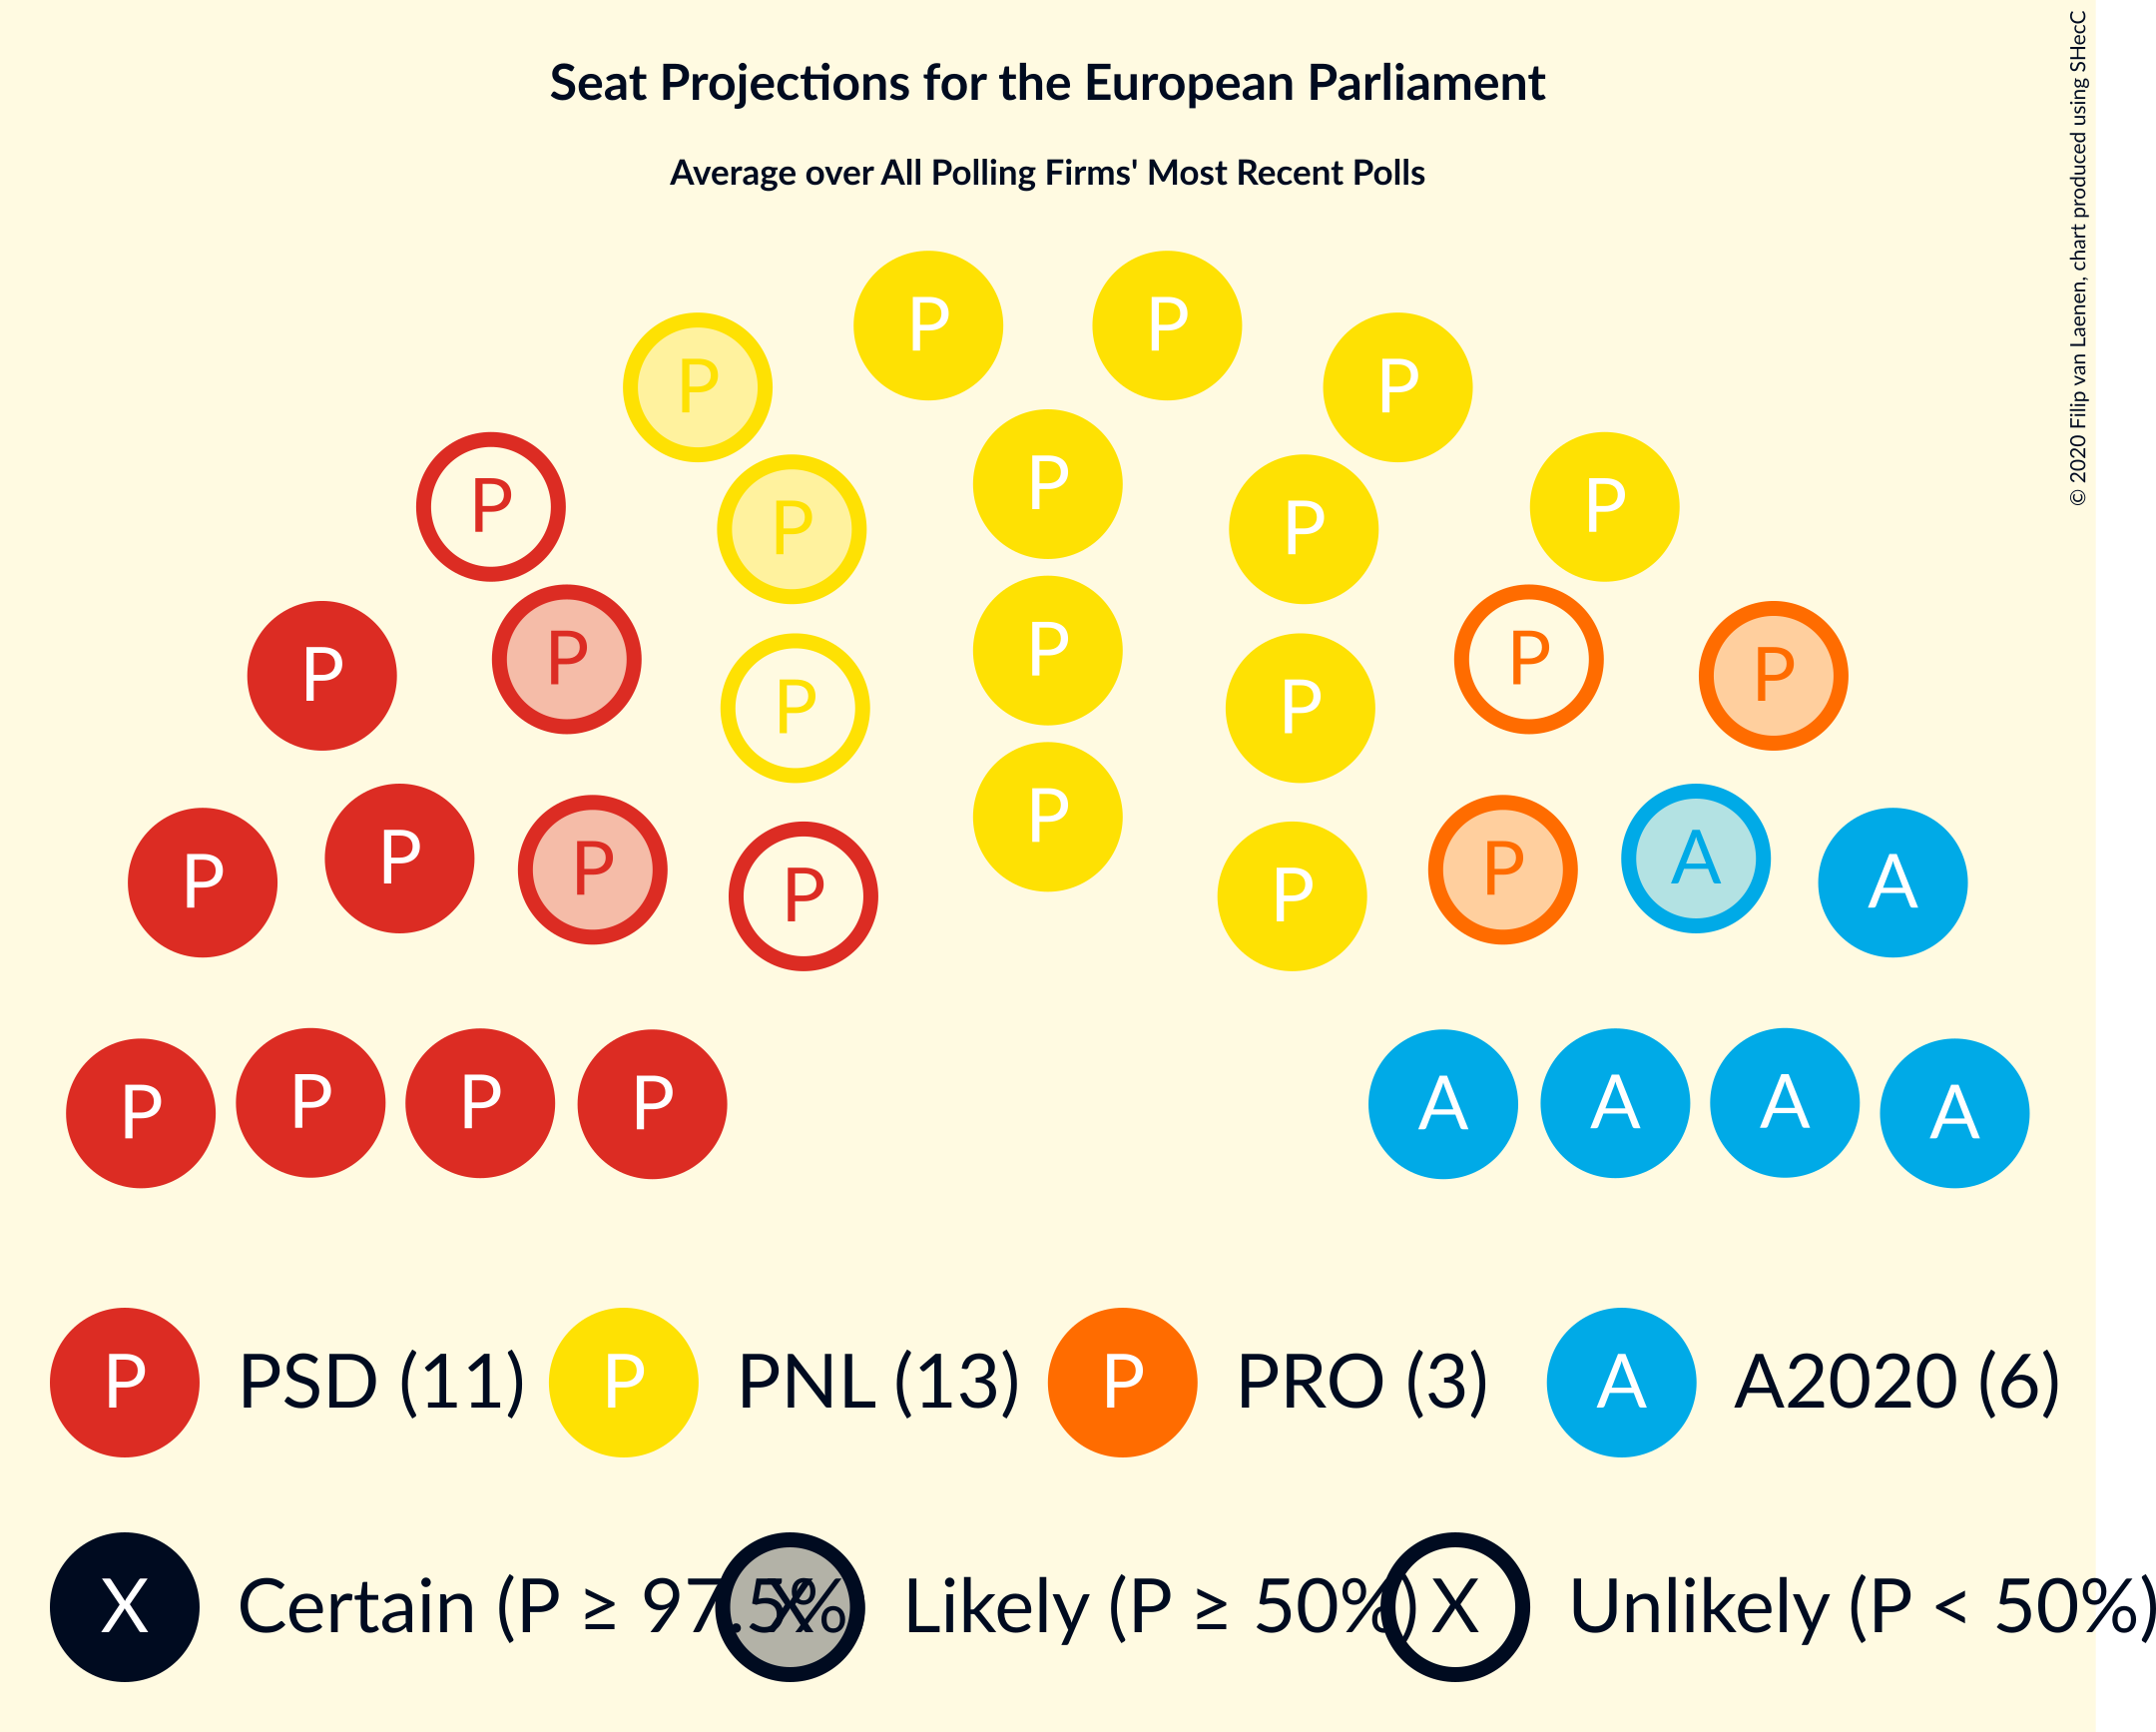 Seat Projections for the European Parliament
Average over All Polling Firms' Most Recent Polls
© 2020 Filip van Laenen, chart produced using SHecC
P P
P P
P
P P P P
P P
P P P P
P P P
P P P P
P P A A
P P P P
P P P P A A A A
P PSD (11) P PNL (13) P PRO (3) A A2020 (6)
X Certain (P ≥ 97.5% X Likely (P ≥ 50%) X Unlikely (P < 50%)